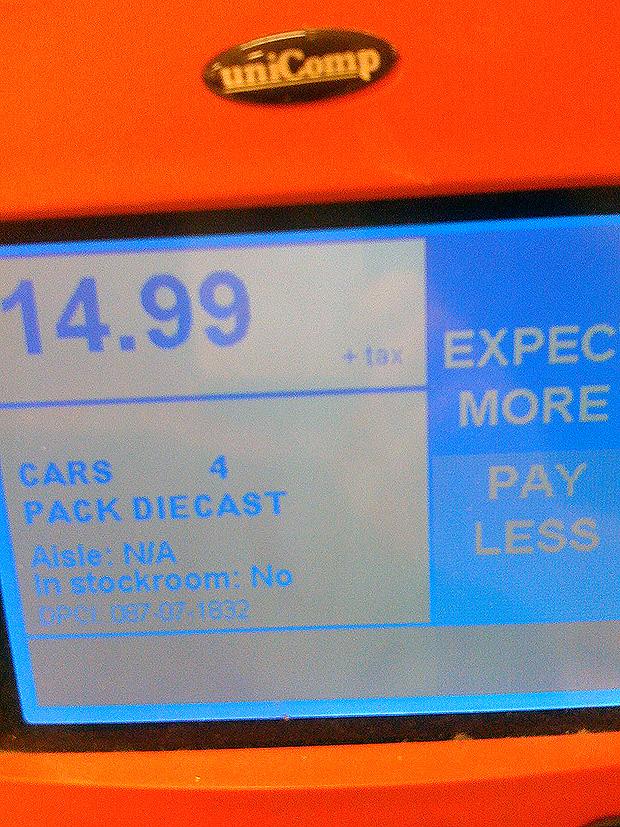 uniComp
14.99
+ tax
EXPEC
MORE
PAY
LESS
CARS 4
PACK DIECAST
Aisle: N/A
In stockroom: No
DPCI: 087-07-1832